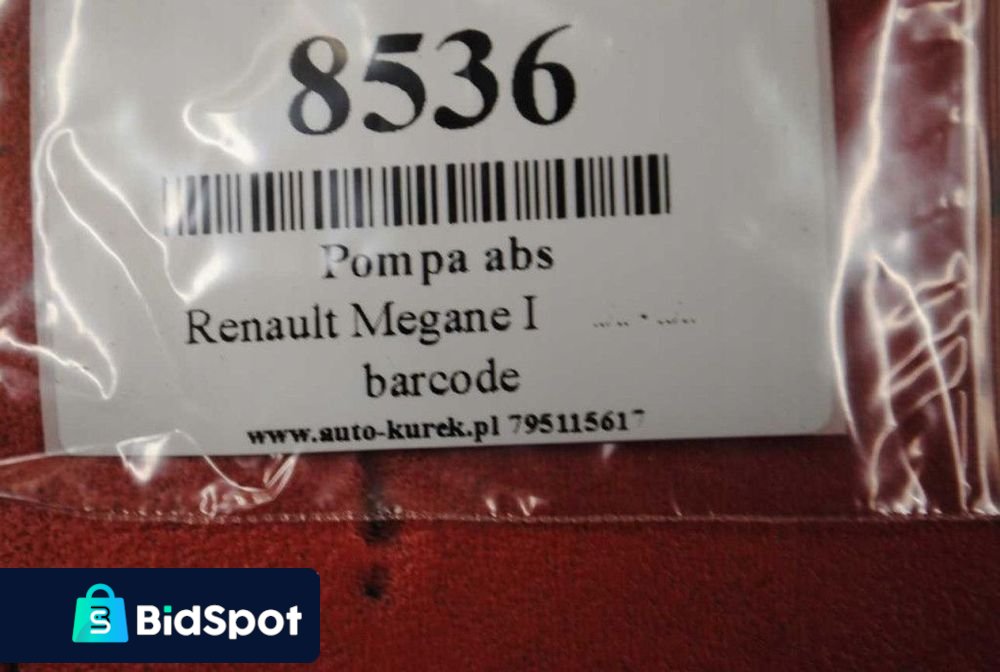 8536
Pompa abs
Renault Megane I
barcode
www.auto-kurek.pl 795115617
BidSpot